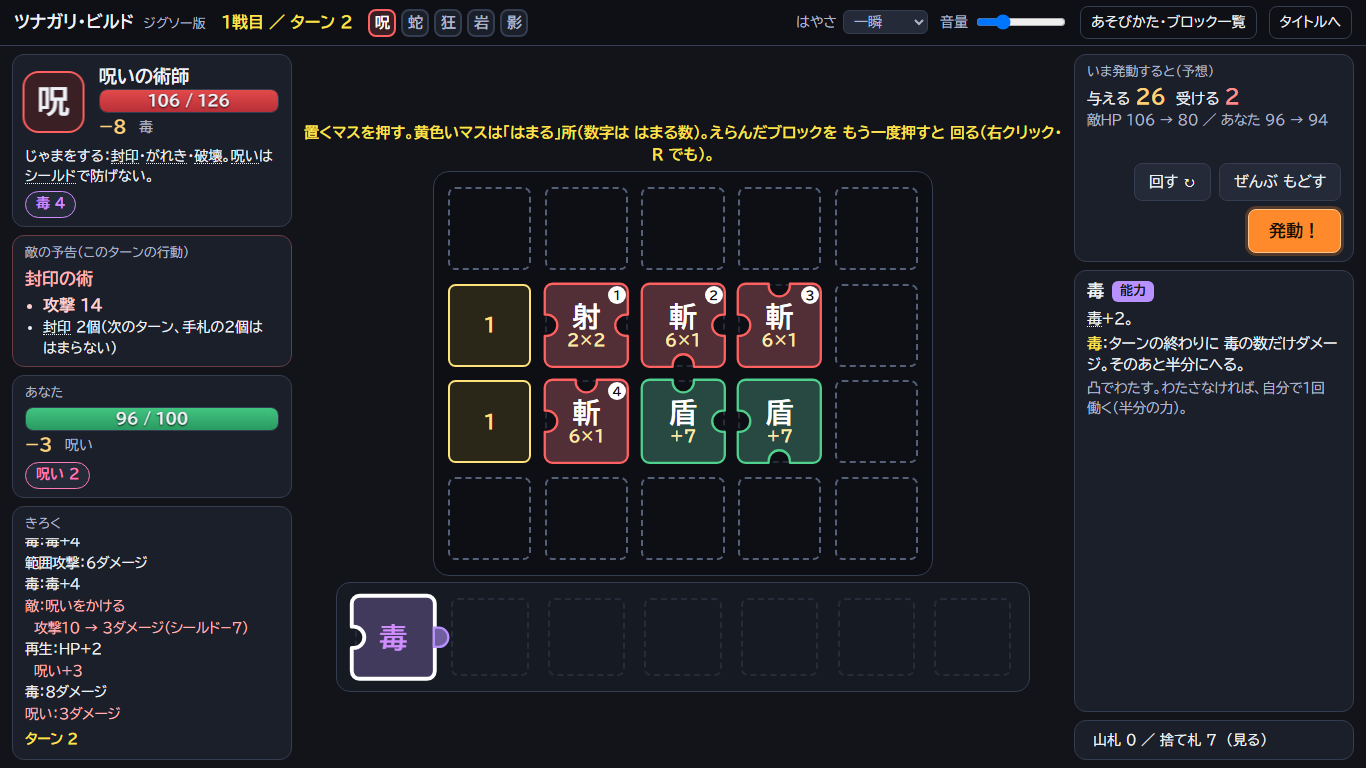 ツナガリ・ビルド ジグソー版 1戦目 ／ ターン 2 呪 蛇 狂 岩 影 はやさ 一瞬 音量 あそびかた・ブロック一覧 タイトルへ
呪
呪いの術師
106 / 126
−8 毒
じゃまをする：封印・がれき・破壊。呪いは
シールドで防げない。
毒 4
敵の予告（このターンの行動）
封印の術
• 攻撃 14
• 封印 2個（次のターン、手札の2個は
はまらない）
あなた
96 / 100
−3 呪い
呪い 2
きろく
毒：毒+4
範囲攻撃：6ダメージ
毒：毒+4
敵：呪いをかける
攻撃10 → 3ダメージ（シールド−7）
再生：HP+2
呪い+3
毒：8ダメージ
呪い：3ダメージ
ターン 2
置くマスを押す。黄色いマスは「はまる」所（数字は はまる数）。えらんだブロックを もう一度押すと 回る（右クリック・
R でも）。
1
射 1
2×2
斬 2
6×1
斬 3
6×1
1
斬 4
6×1
盾
+7
盾
+7
毒
いま発動すると（予想）
与える 26 受ける 2
敵HP 106 → 80 ／ あなた 96 → 94
回す ↻ ぜんぶ もどす
発動！
毒 能力
毒+2。
毒：ターンの終わりに 毒の数だけダメー
ジ。そのあと半分にへる。
凸でわたす。わたさなければ、自分で1回
働く（半分の力）。
山札 0 ／ 捨て札 7 （見る）